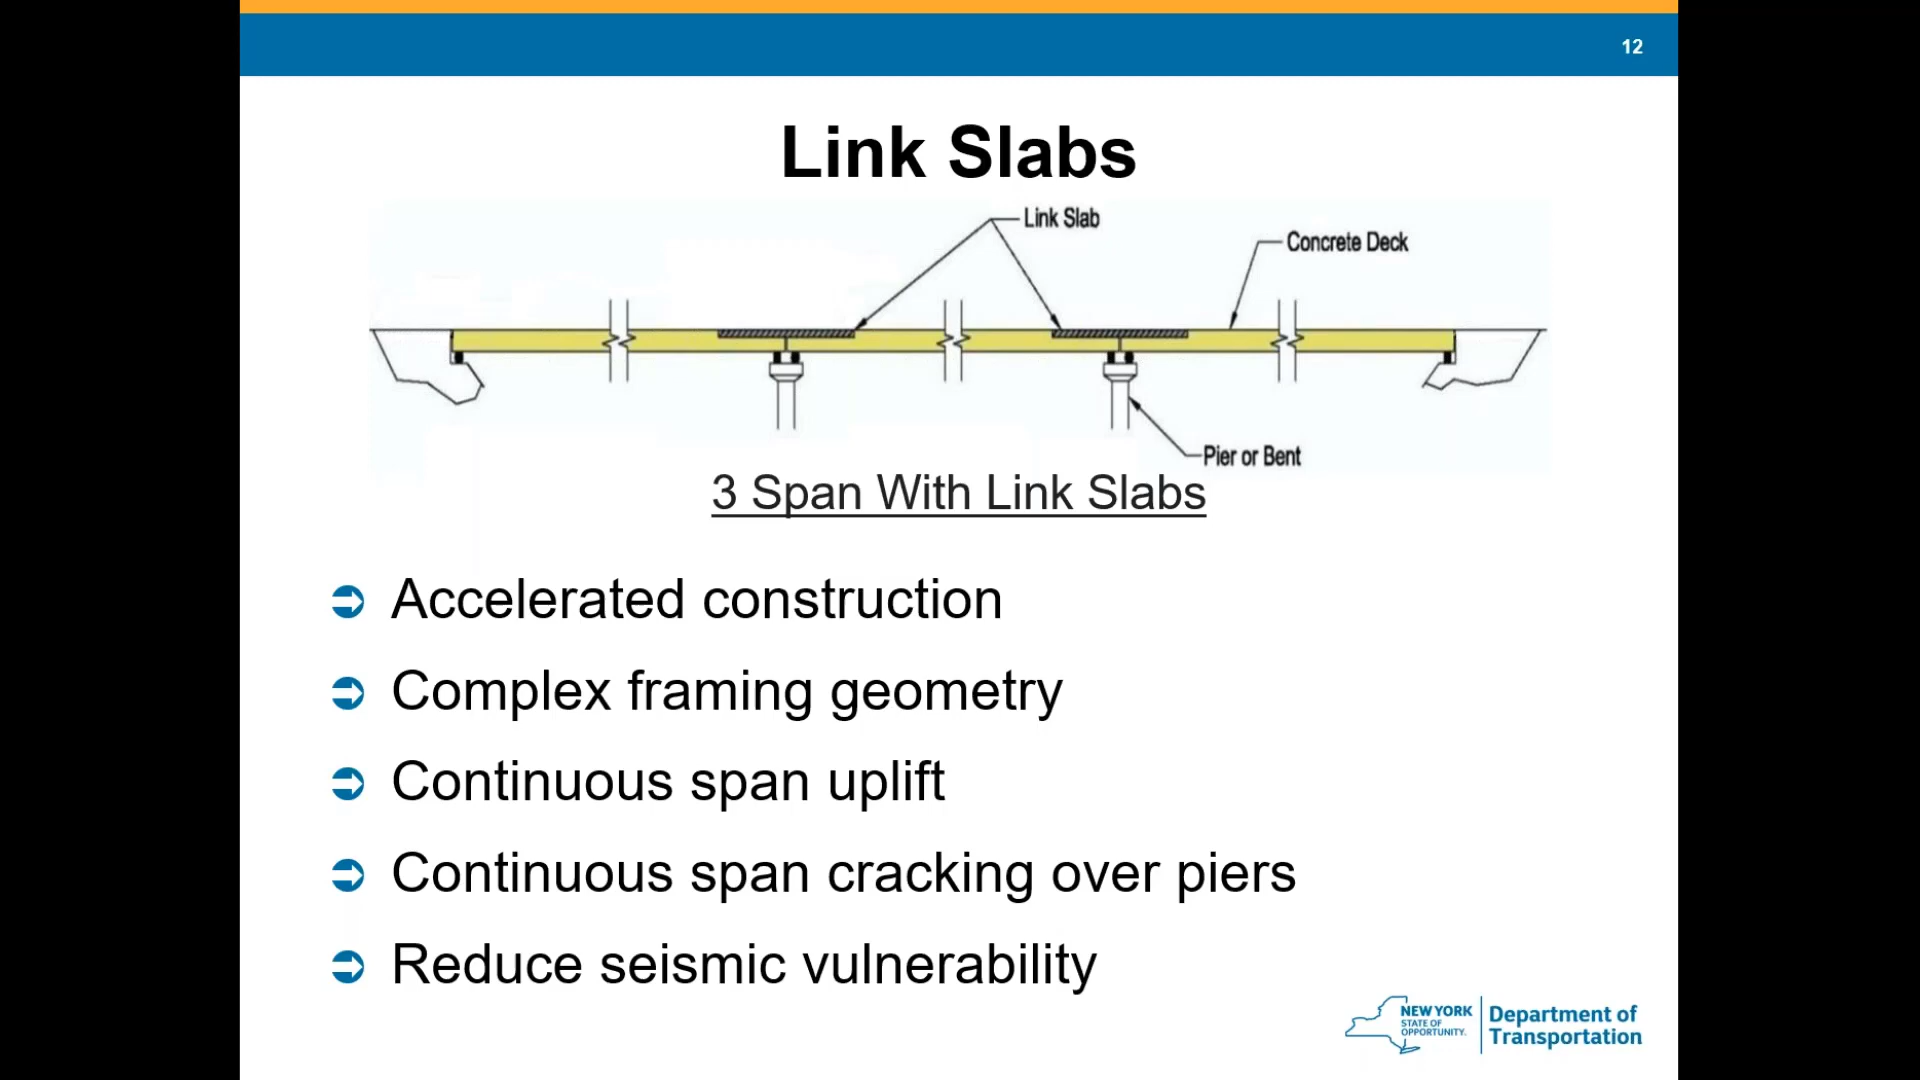 12
Link Slabs
Link Slab
Concrete Deck
Pier or Bent
3 Span With Link Slabs
Accelerated construction
Complex framing geometry
Continuous span uplift
Continuous span cracking over piers
Reduce seismic vulnerability
NEW YORK
STATE OF
OPPORTUNITY.
Department of
Transportation